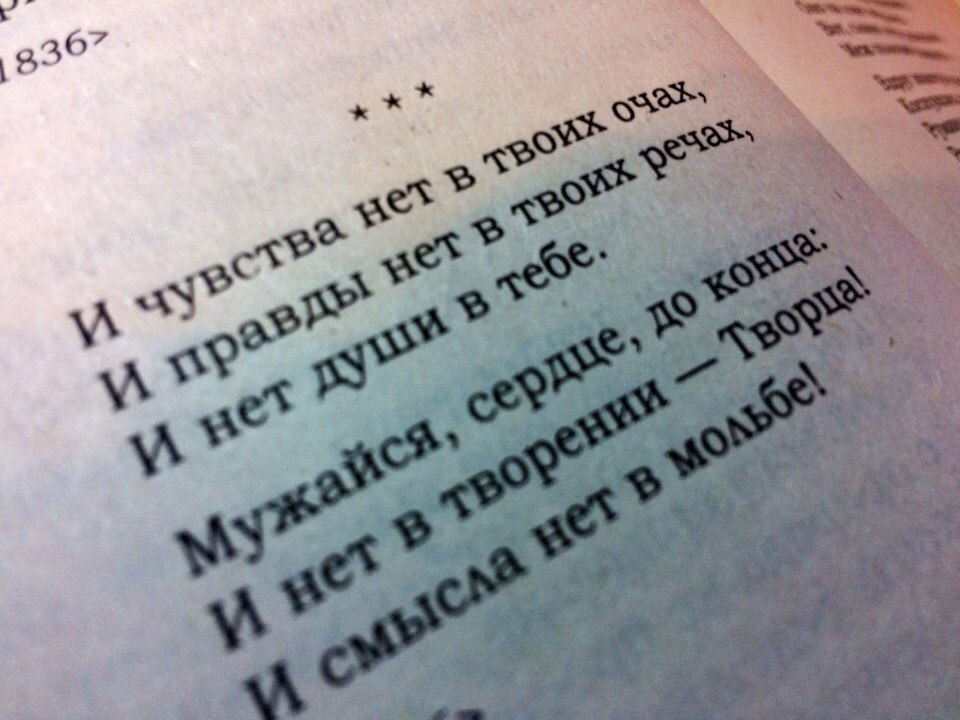 1836>
* * *
И чувства нет в твоих очах,
И правды нет в твоих речах,
И нет души в тебе.
Мужайся, сердце, до конца:
И нет в творении — Творца!
И смысла нет в мольбе!